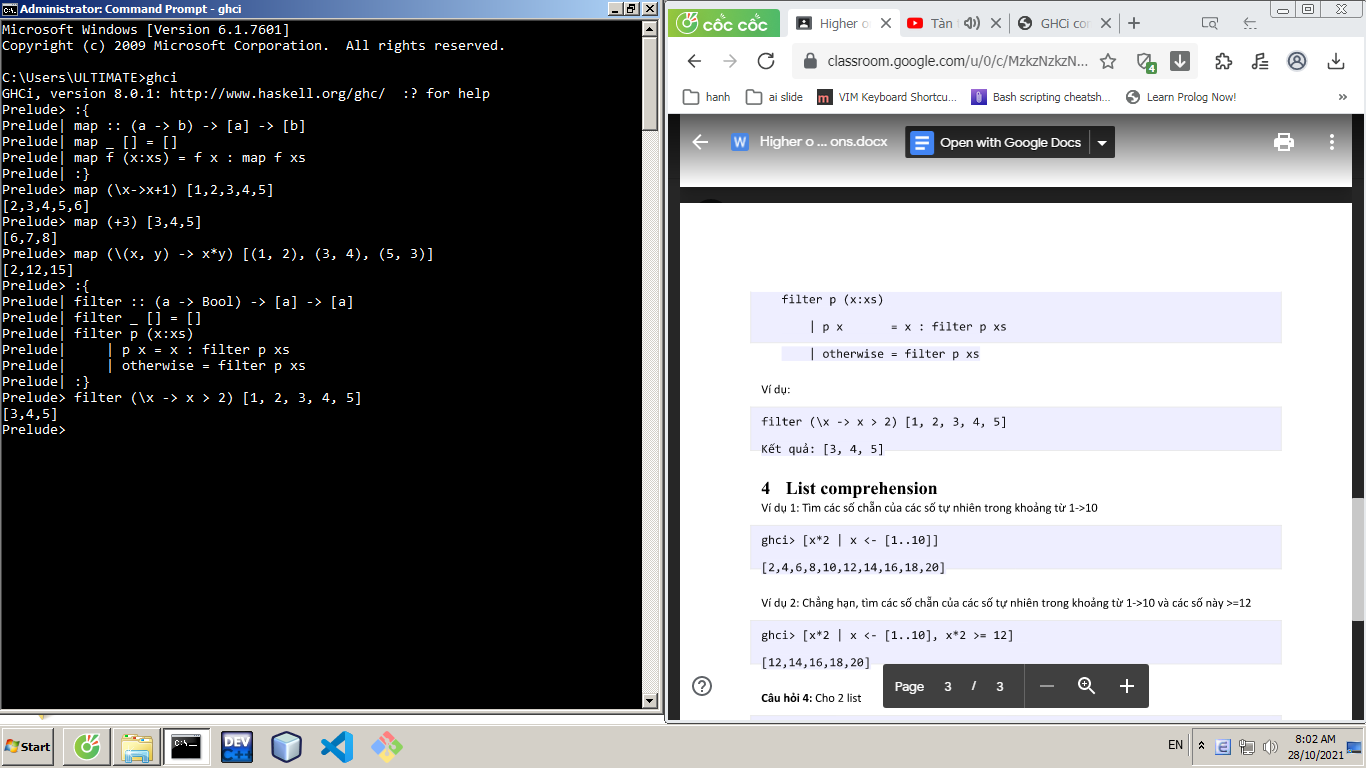 Administrator: Command Prompt - ghci
Microsoft Windows [Version 6.1.7601]
Copyright (c) 2009 Microsoft Corporation.  All rights reserved.
C:\Users\ULTIMATE>ghci
GHCi, version 8.0.1: http://www.haskell.org/ghc/  :? for help
Prelude> :{
Prelude| map :: (a -> b) -> [a] -> [b]
Prelude| map _ [] = []
Prelude| map f (x:xs) = f x : map f xs
Prelude| :}
Prelude> map (\x->x+1) [1,2,3,4,5]
[2,3,4,5,6]
Prelude> map (+3) [3,4,5]
[6,7,8]
Prelude> map (\(x, y) -> x*y) [(1, 2), (3, 4), (5, 3)]
[2,12,15]
Prelude> :{
Prelude| filter :: (a -> Bool) -> [a] -> [a]
Prelude| filter _ [] = []
Prelude| filter p (x:xs)
Prelude|     | p x = x : filter p xs
Prelude|     | otherwise = filter p xs
Prelude| :}
Prelude> filter (\x -> x > 2) [1, 2, 3, 4, 5]
[3,4,5]
Prelude>
cốc cốc
Higher o
Tàn
GHCi cor
classroom.google.com/u/0/c/MzkzNzkzN...
4
hanh
ai slide
VIM Keyboard Shortcu...
Bash scripting cheatsh...
Learn Prolog Now!
»
W
Higher o ... ons.docx
Open with Google Docs
filter p (x:xs)
| p x       = x : filter p xs
| otherwise = filter p xs
Ví dụ:
filter (\x -> x > 2) [1, 2, 3, 4, 5]
Kết quả: [3, 4, 5]
4 List comprehension
Ví dụ 1: Tìm các số chẵn của các số tự nhiên trong khoảng từ 1->10
ghci> [x*2 | x <- [1..10]]
[2,4,6,8,10,12,14,16,18,20]
Ví dụ 2: Chẳng hạn, tìm các số chẵn của các số tự nhiên trong khoảng từ 1->10 và các số này >=12
ghci> [x*2 | x <- [1..10], x*2 >= 12]
[12,14,16,18,20]
Câu hỏi 4: Cho 2 list
Page 3 / 3
Start
C:\
DEV
C++
EN
8:02 AM
28/10/2021